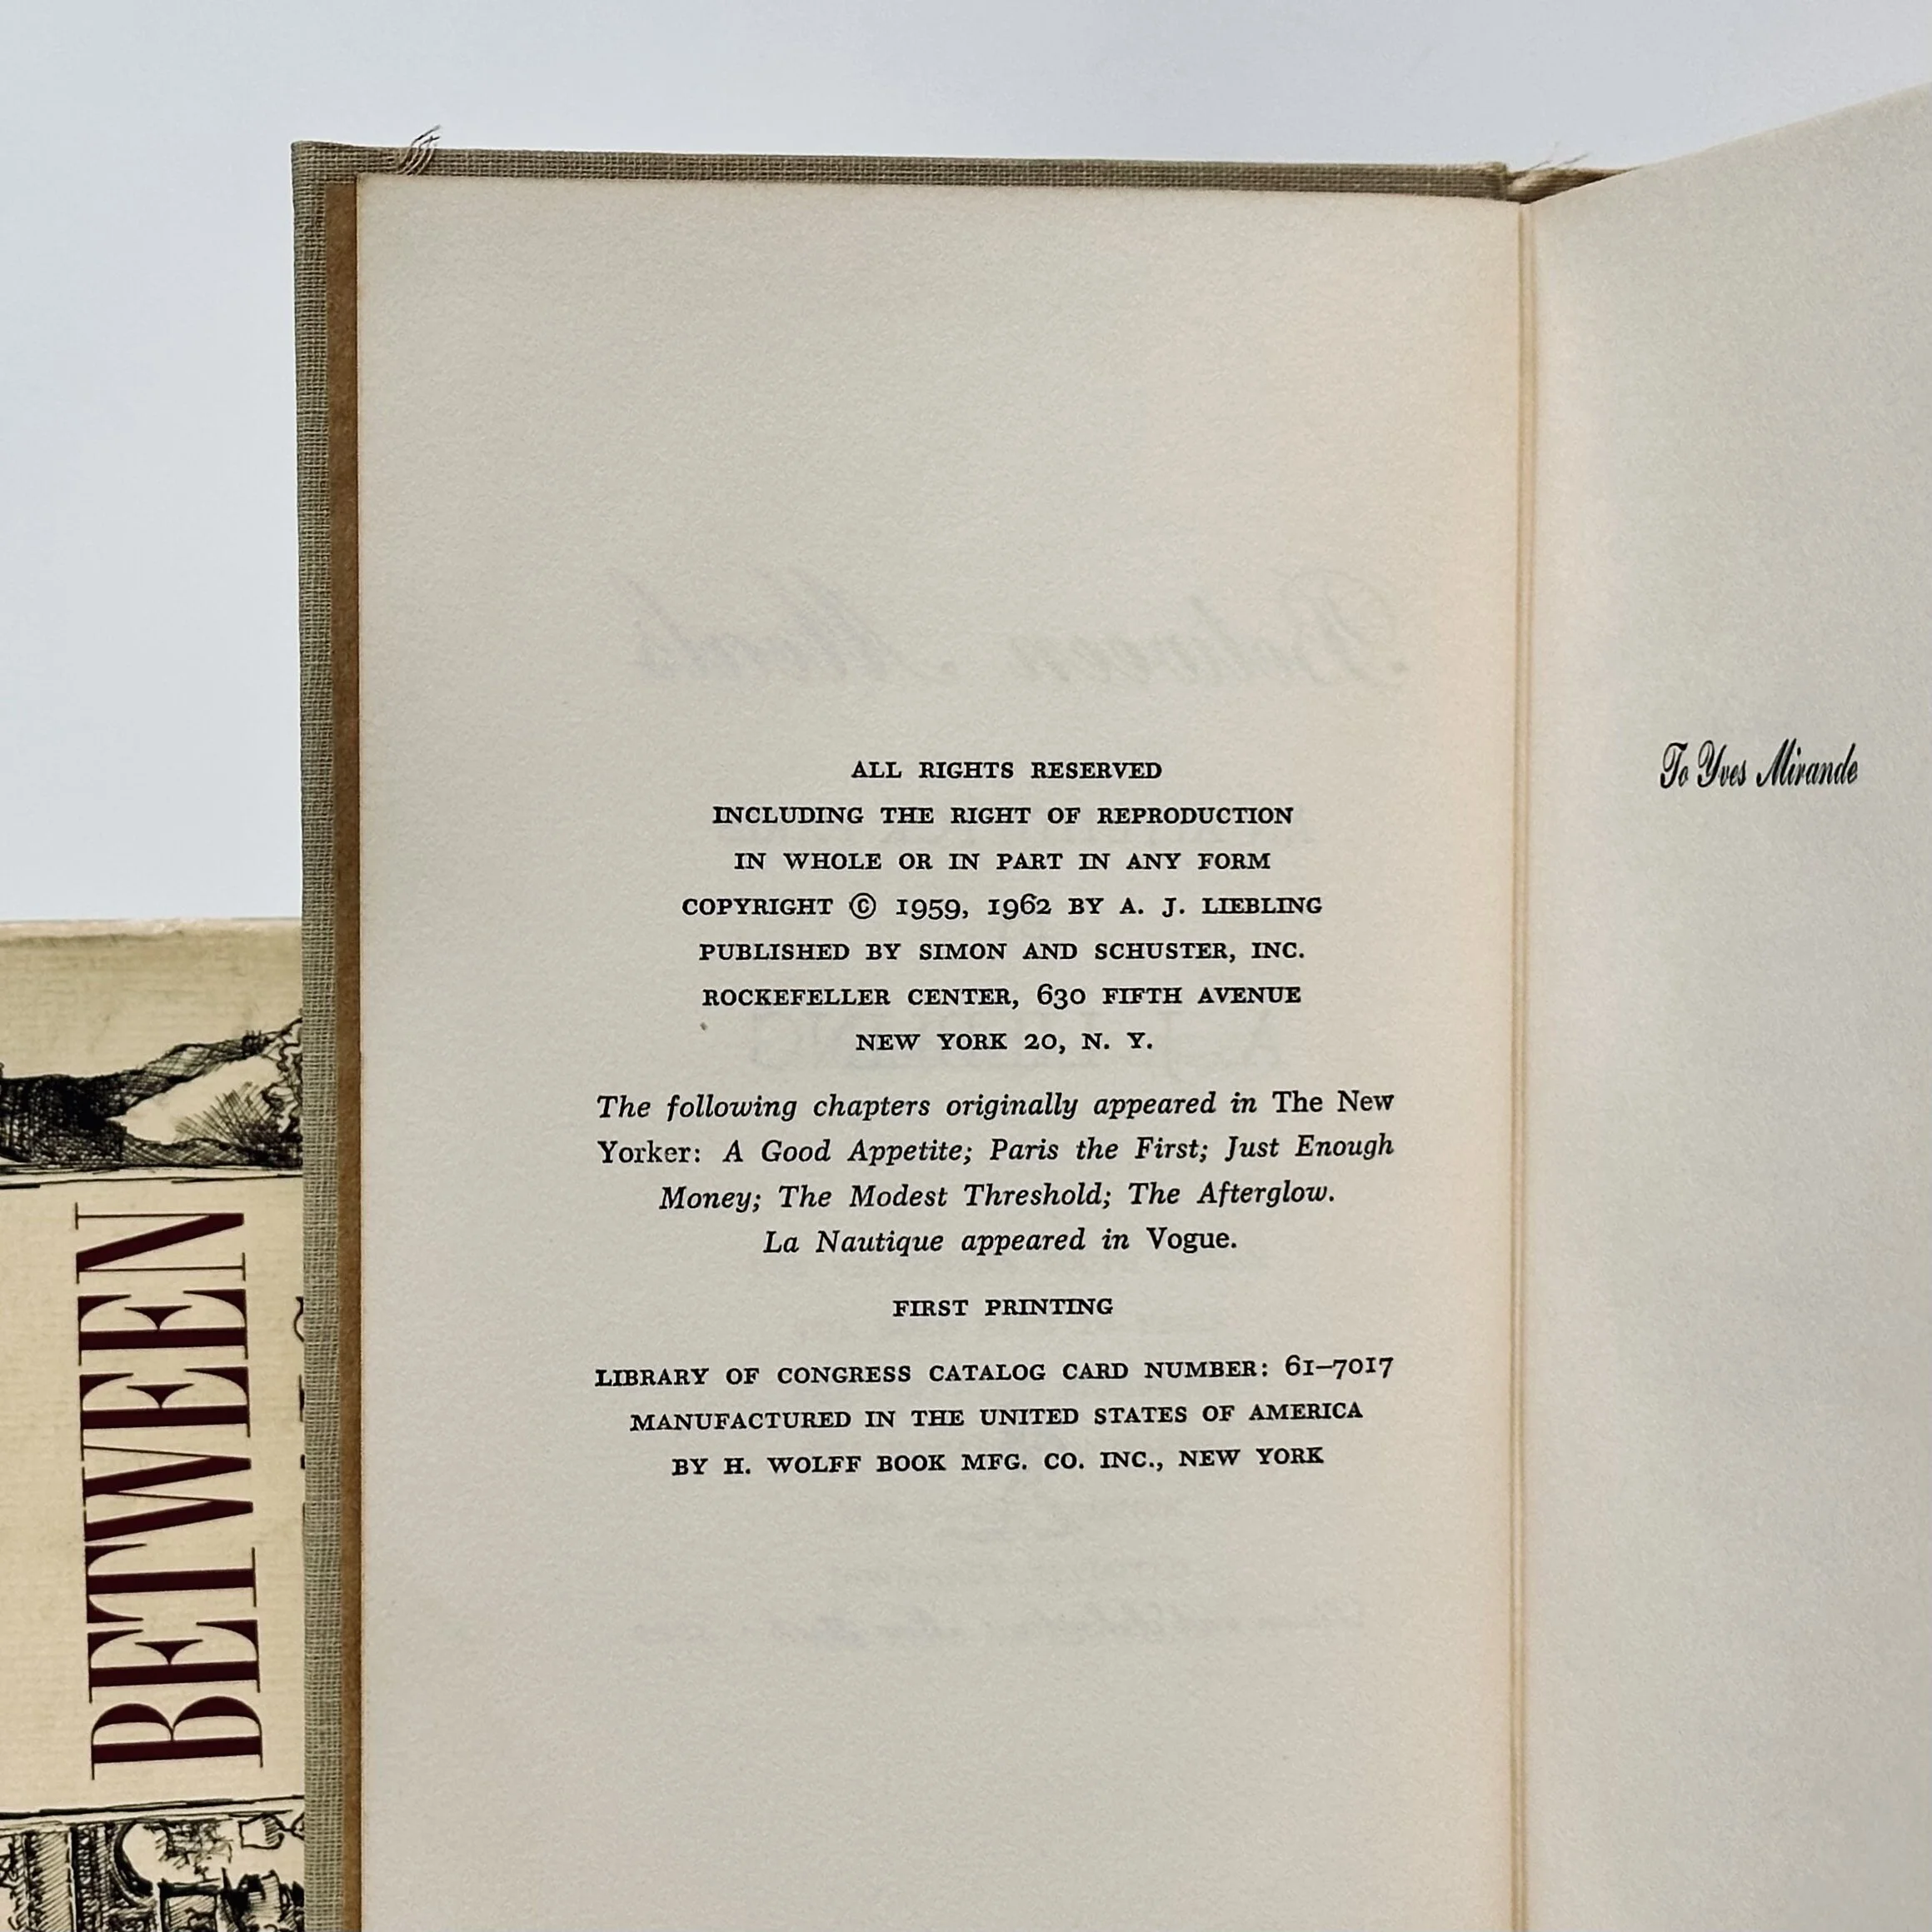 Between Meals
ALL RIGHTS RESERVED
INCLUDING THE RIGHT OF REPRODUCTION
IN WHOLE OR IN PART IN ANY FORM
COPYRIGHT © 1959, 1962 BY A. J. LIEBLING
PUBLISHED BY SIMON AND SCHUSTER, INC.
ROCKEFELLER CENTER, 630 FIFTH AVENUE
NEW YORK 20, N. Y.
The following chapters originally appeared in The New
Yorker: A Good Appetite; Paris the First; Just Enough
Money; The Modest Threshold; The Afterglow.
La Nautique appeared in Vogue.
FIRST PRINTING
LIBRARY OF CONGRESS CATALOG CARD NUMBER: 61–7017
MANUFACTURED IN THE UNITED STATES OF AMERICA
BY H. WOLFF BOOK MFG. CO. INC., NEW YORK
To Yves Mirande
BETWEEN